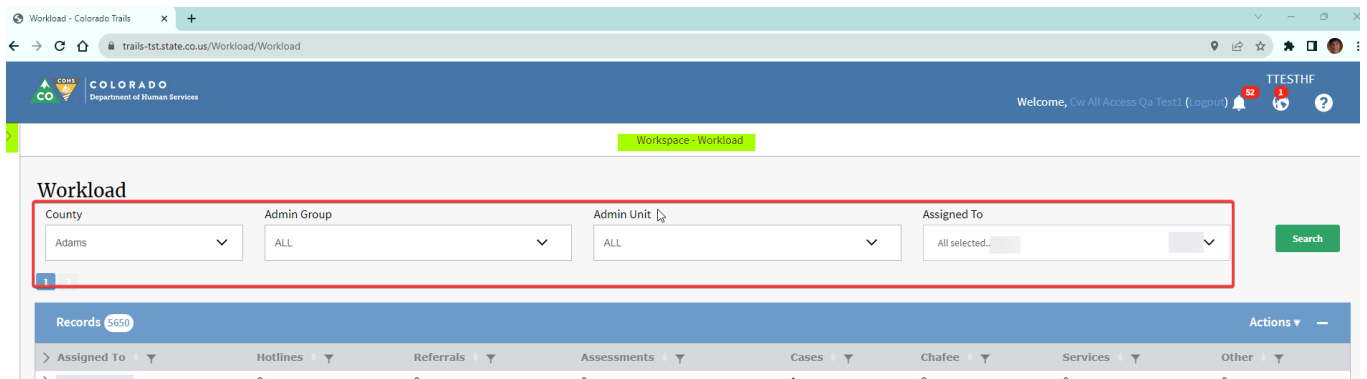 Workload - Colorado Trails
trails-tst.state.co.us/Workload/Workload
CDHS
CO
COLORADO
Department of Human Services
TTESTHF
Welcome, Cw All Access Qa Test1 (Logout)
52
1
?
Workspace - Workload
Workload
County
Admin Group
Admin Unit
Assigned To
Adams
ALL
ALL
All selected..
Search
1
Records 5650
Actions
Assigned To
Hotlines
Referrals
Assessments
Cases
Chafee
Services
Other